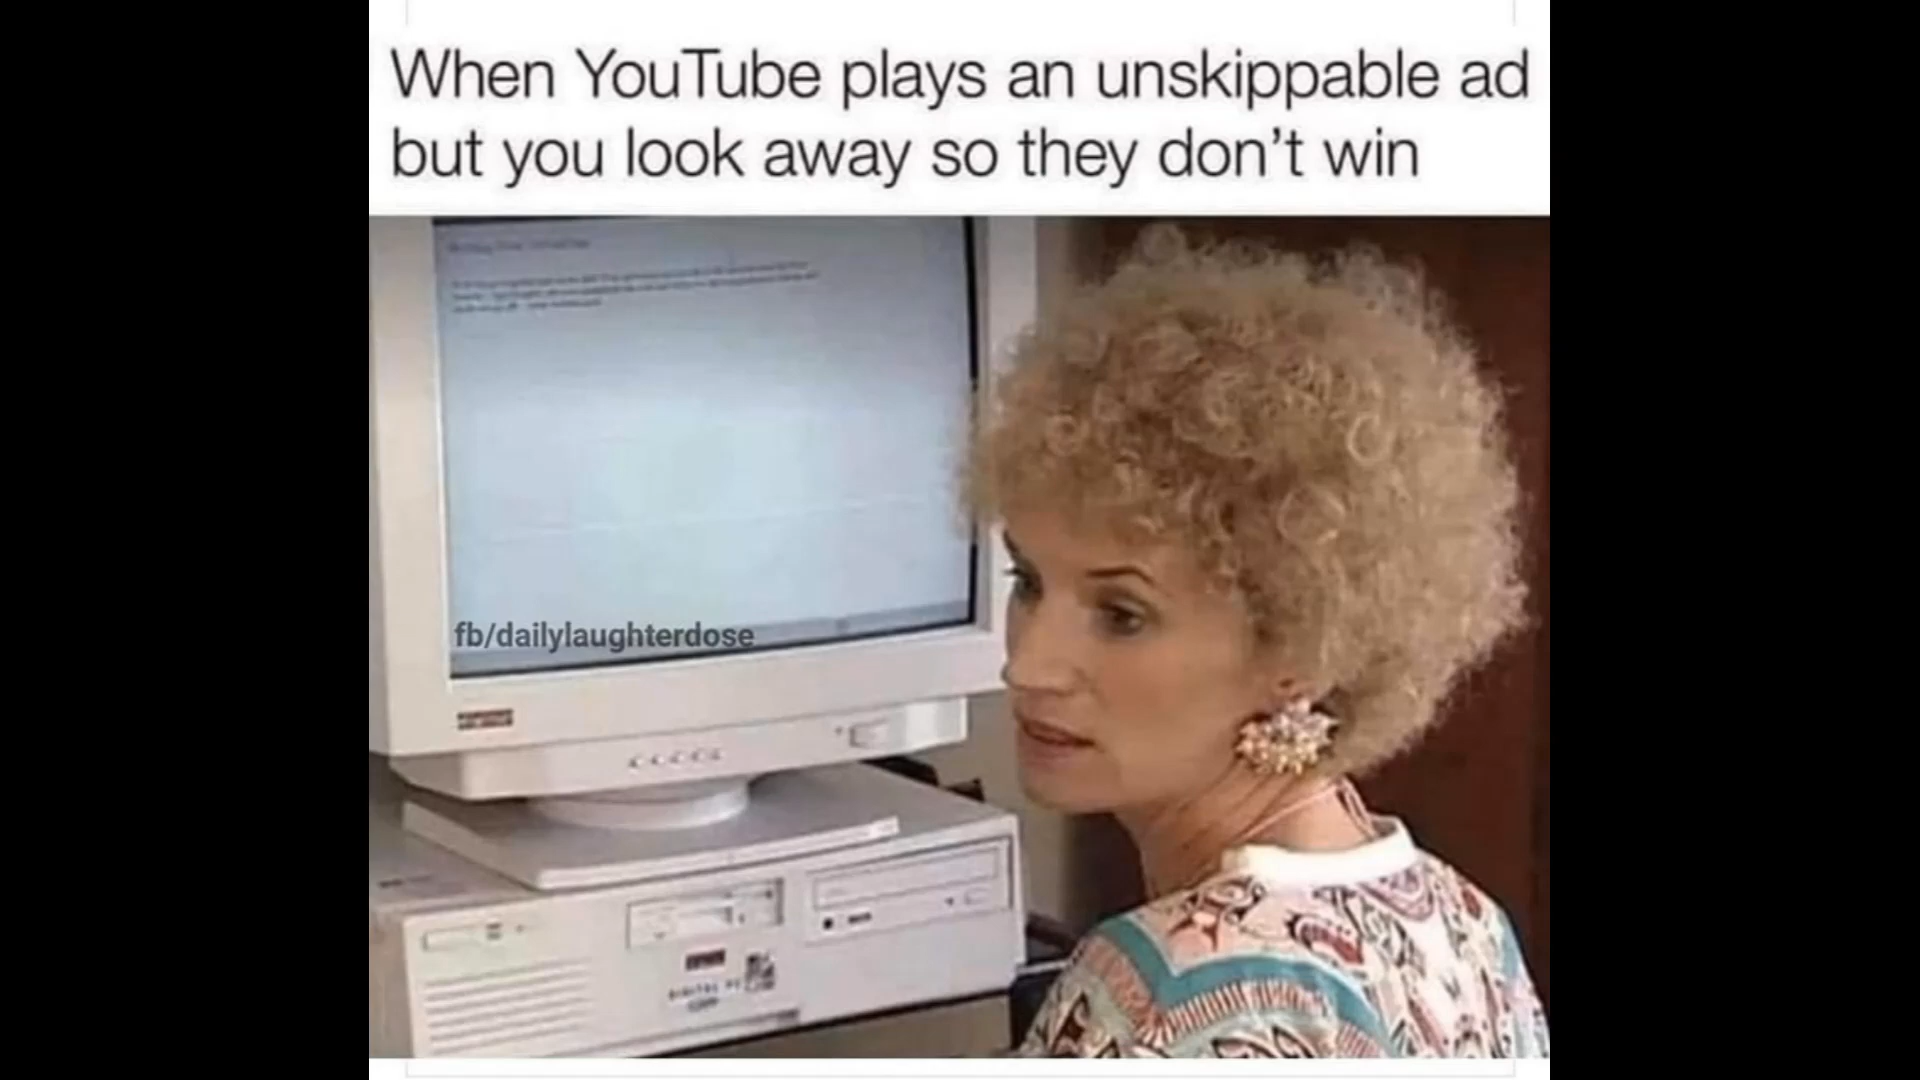 When YouTube plays an unskippable ad
but you look away so they don't win
fb/dailylaughterdose